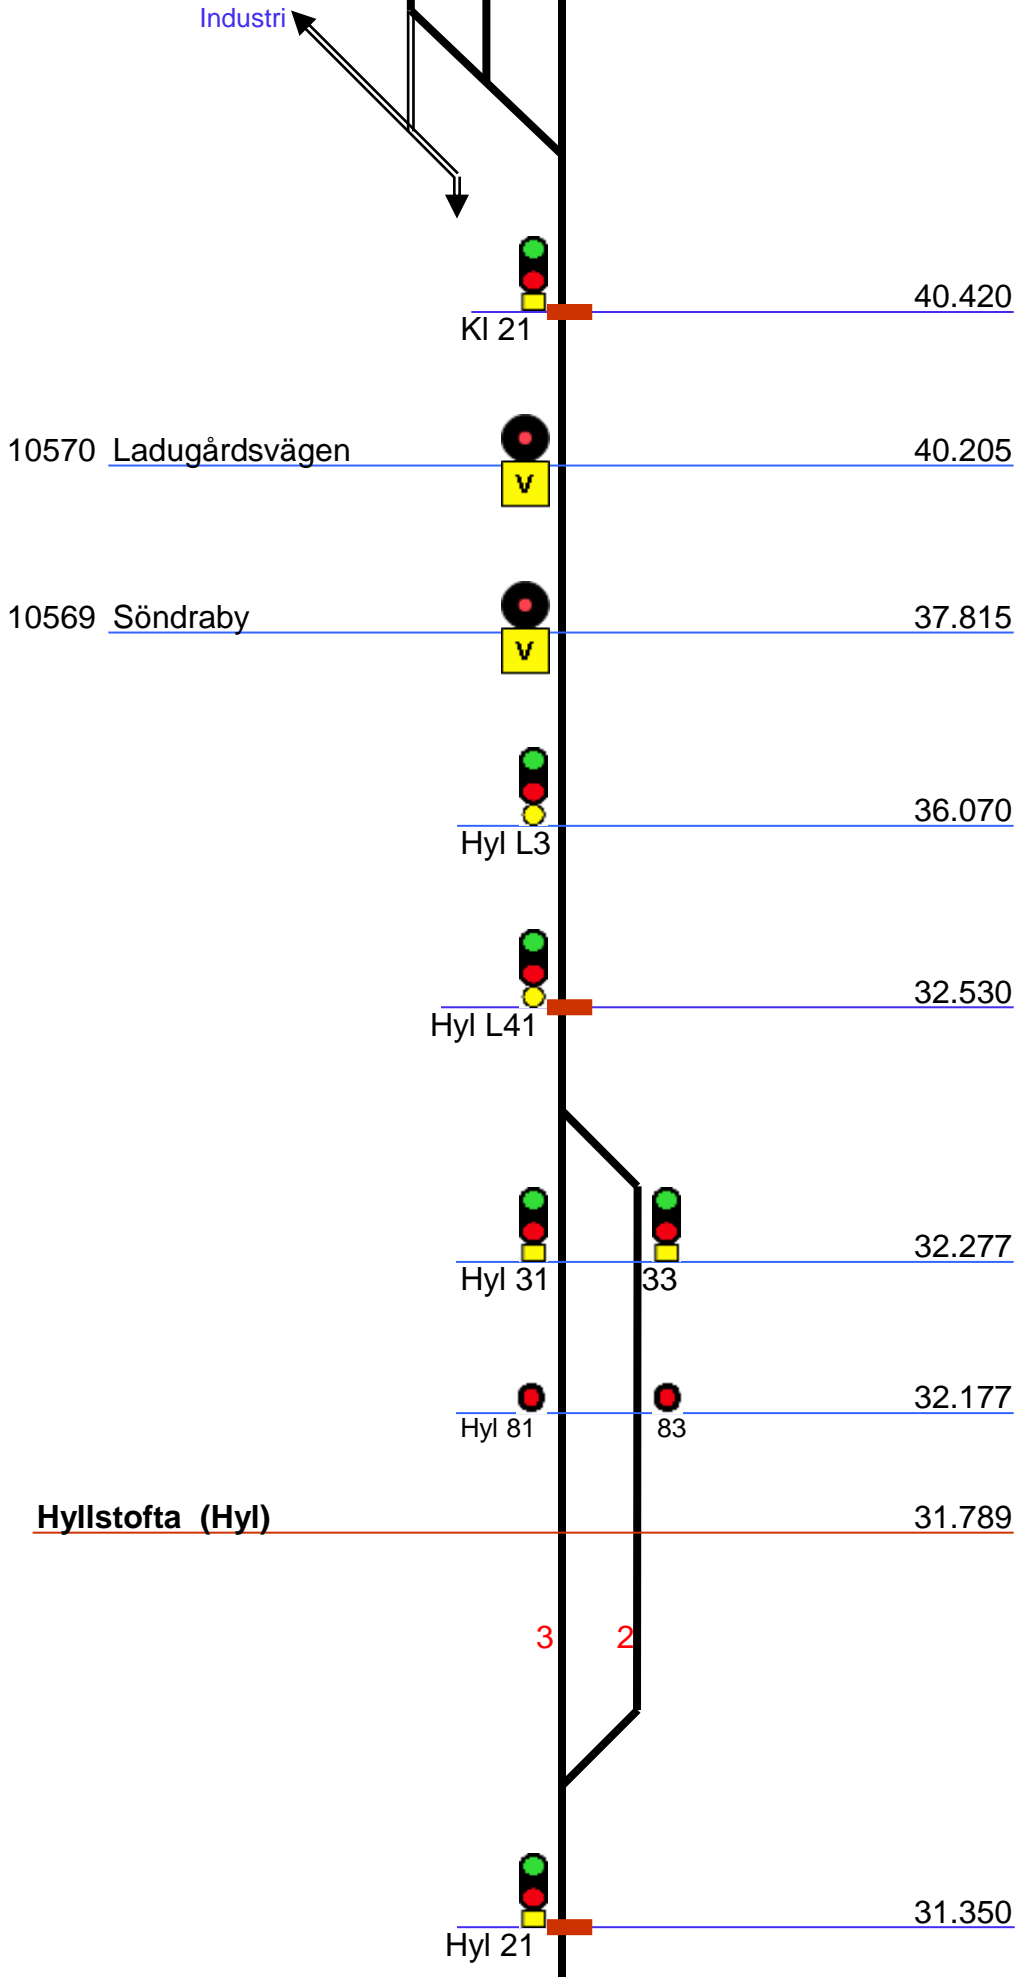 Industri
40.420
Kl 21
10570 Ladugårdsvägen 40.205
V
10569 Söndraby 37.815
V
36.070
Hyl L3
32.530
Hyl L41
32.277
Hyl 31 33
32.177
Hyl 81 83
Hyllstofta (Hyl) 31.789
3 2
31.350
Hyl 21